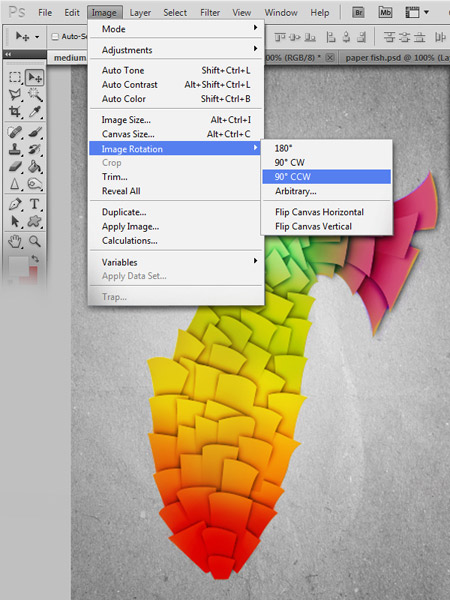 Ps File Edit Image Layer Select Filter View Window Help Br Mb
Auto-Se
Mode
medium 00% (RGB/8) * × paper fish.psd @ 100% (La
Adjustments
Auto Tone Shift+Ctrl+L
Auto Contrast Alt+Shift+Ctrl+L
Auto Color Shift+Ctrl+B
Image Size... Alt+Ctrl+I
Canvas Size... Alt+Ctrl+C
Image Rotation
Crop
Trim...
Reveal All
Duplicate...
Apply Image...
Calculations...
Variables
Apply Data Set...
Trap...
180°
90° CW
90° CCW
Arbitrary...
Flip Canvas Horizontal
Flip Canvas Vertical